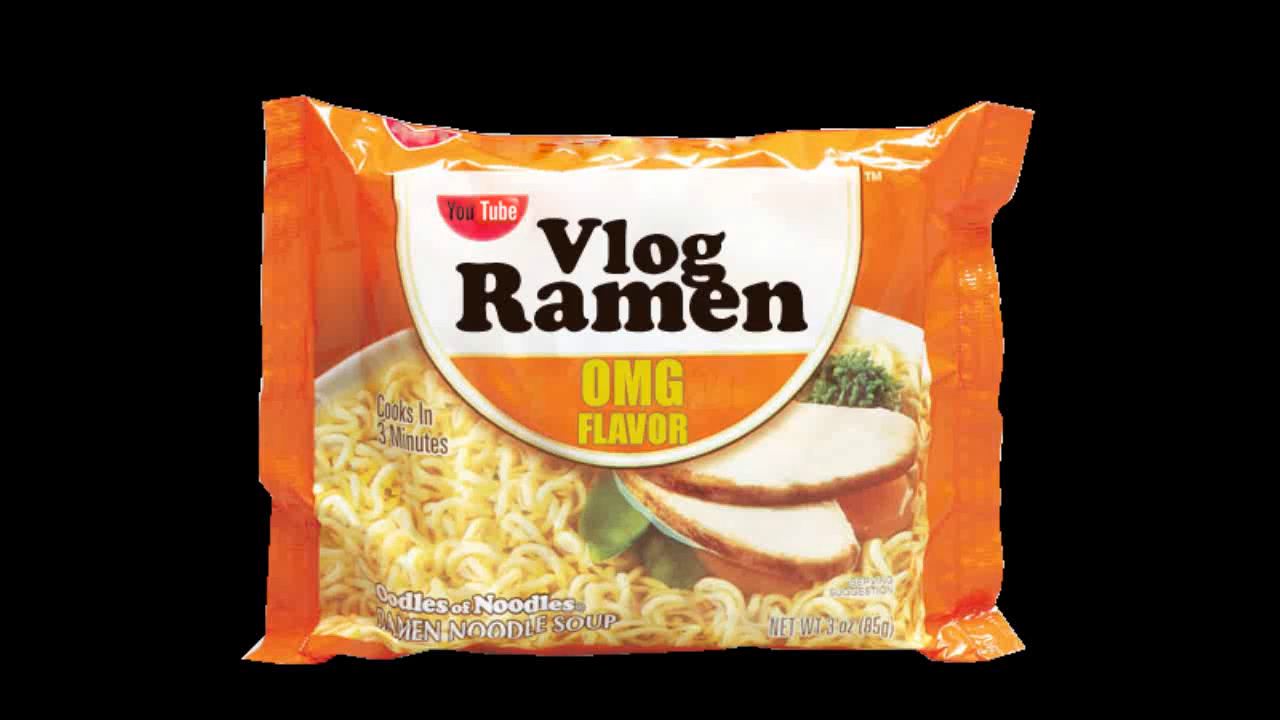 TM
You Tube
Vlog
Ramen
OMG
FLAVOR
Cooks In
3 Minutes
SERVING
SUGGESTION
Oodles of Noodles®
RAMEN NOODLE SOUP
NET WT 3 oz (85g)